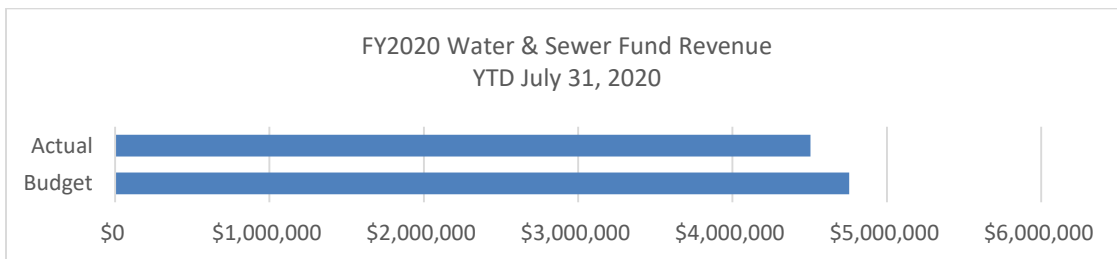 FY2020 Water & Sewer Fund Revenue
YTD July 31, 2020
Actual
Budget
$0 $1,000,000 $2,000,000 $3,000,000 $4,000,000 $5,000,000 $6,000,000